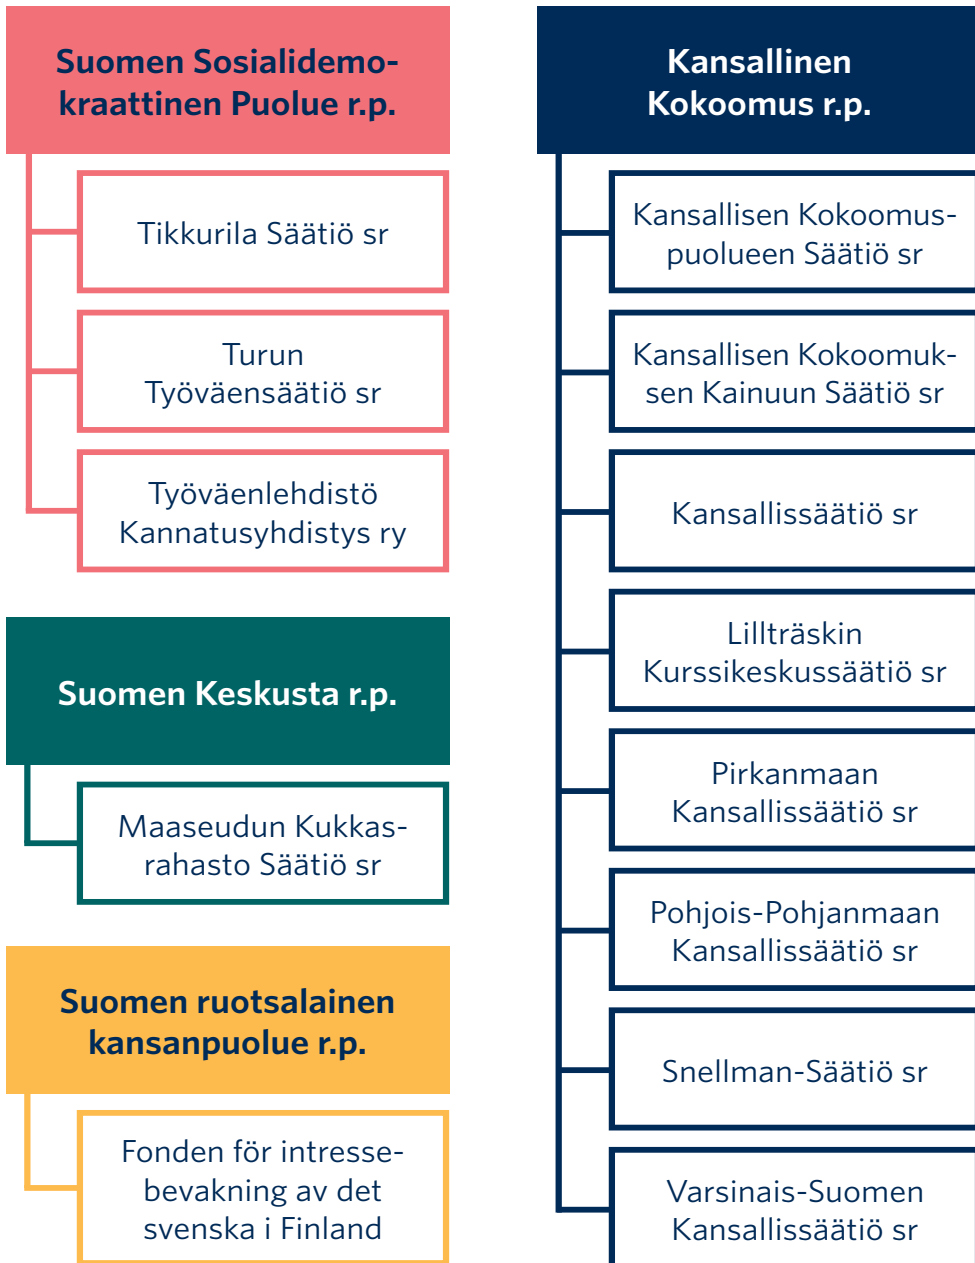 Suomen Sosialidemo-
kraattinen Puolue r.p.
Tikkurila Säätiö sr
Turun
Työväensäätiö sr
Työväenlehdistö
Kannatusyhdistys ry
Suomen Keskusta r.p.
Maaseudun Kukkas-
rahasto Säätiö sr
Suomen ruotsalainen
kansanpuolue r.p.
Fonden för intresse-
bevakning av det
svenska i Finland
Kansallinen
Kokoomus r.p.
Kansallisen Kokoomus-
puolueen Säätiö sr
Kansallisen Kokoomuk-
sen Kainuun Säätiö sr
Kansallissäätiö sr
Lillträskin
Kurssikeskussäätiö sr
Pirkanmaan
Kansallissäätiö sr
Pohjois-Pohjanmaan
Kansallissäätiö sr
Snellman-Säätiö sr
Varsinais-Suomen
Kansallissäätiö sr